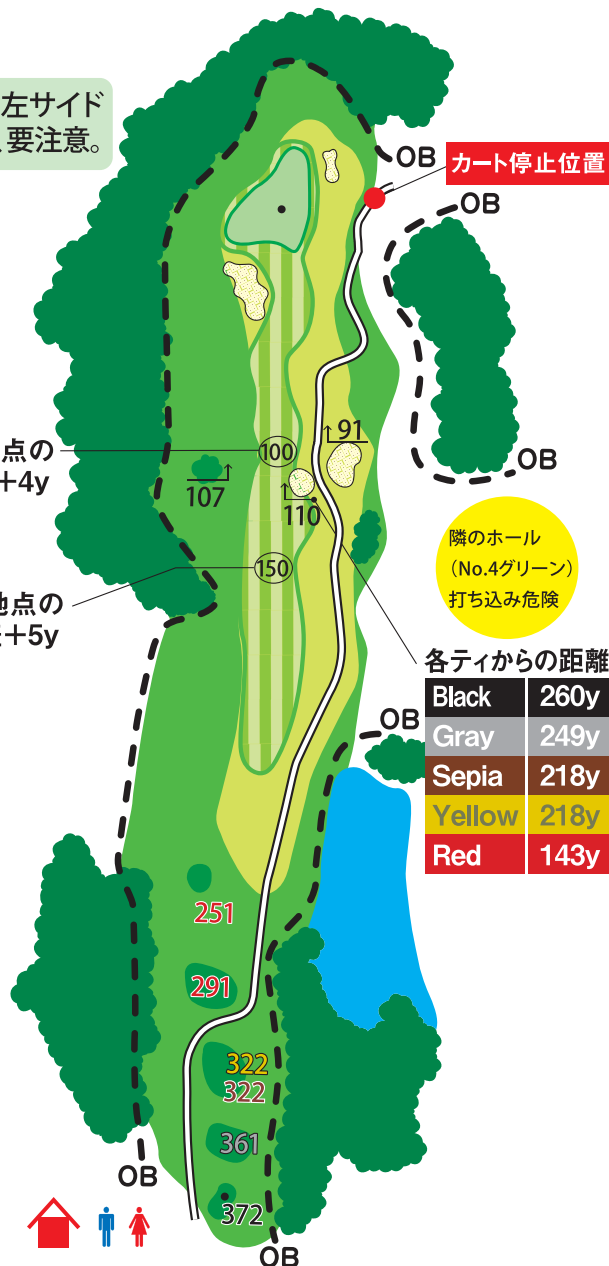 左サイド
要注意。
OB
カート停止位置
OB
点の
+4y
100
91
OB
107
110
隣のホール
（No.4グリーン）
打ち込み危険
150
地点の
+5y
各ティからの距離
OB
Black 260y
Gray 249y
Sepia 218y
Yellow 218y
Red 143y
251
291
322
322
361
OB
372
OB